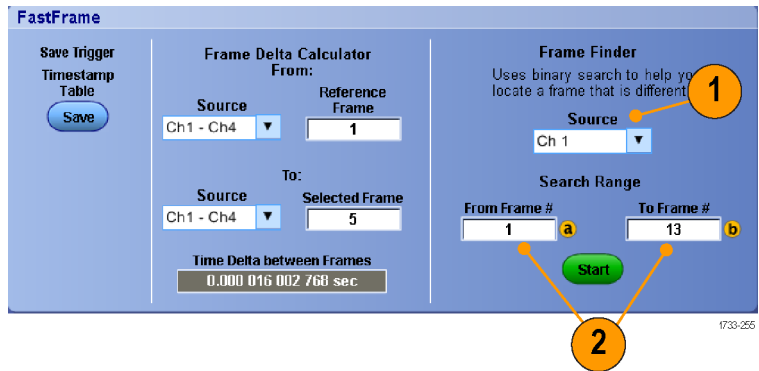 FastFrame
Save Trigger
Timestamp
Table
Save
Frame Delta Calculator
From:
Source
Reference
Frame
Ch1 - Ch4
1
To:
Source
Selected Frame
Ch1 - Ch4
5
Time Delta between Frames
0.000 016 002 768 sec
Frame Finder
Uses binary search to help
locate a frame that is different
1
Source
Ch 1
Search Range
From Frame #
To Frame #
1
a
13
b
Start
2
1733-255